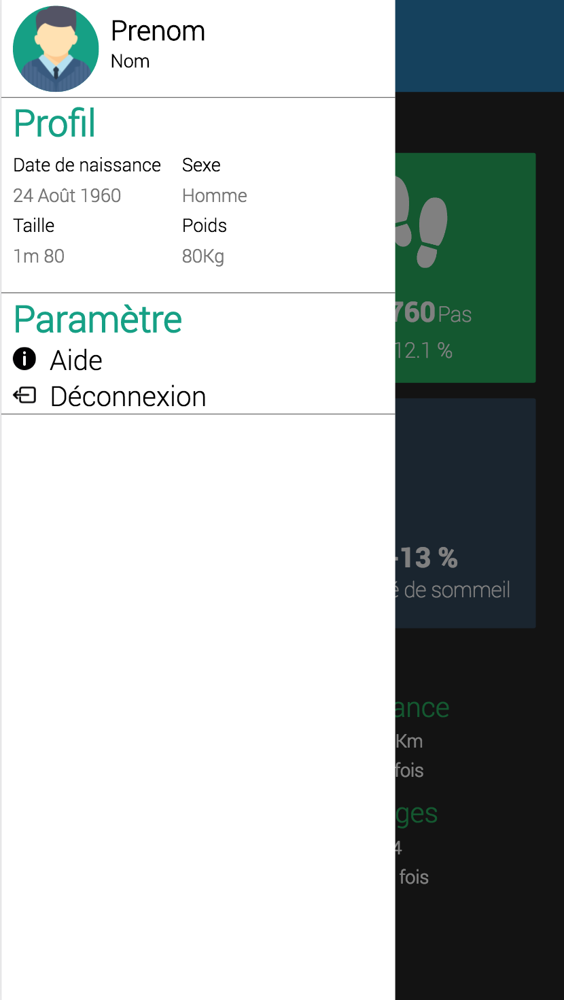 Prenom
Nom
Profil
Date de naissance Sexe
24 Août 1960 Homme
Taille Poids
1m 80 80Kg
Paramètre
Aide
Déconnexion
760 Pas
12.1 %
-13 %
é de sommeil
ance
Km
fois
ges
4
fois